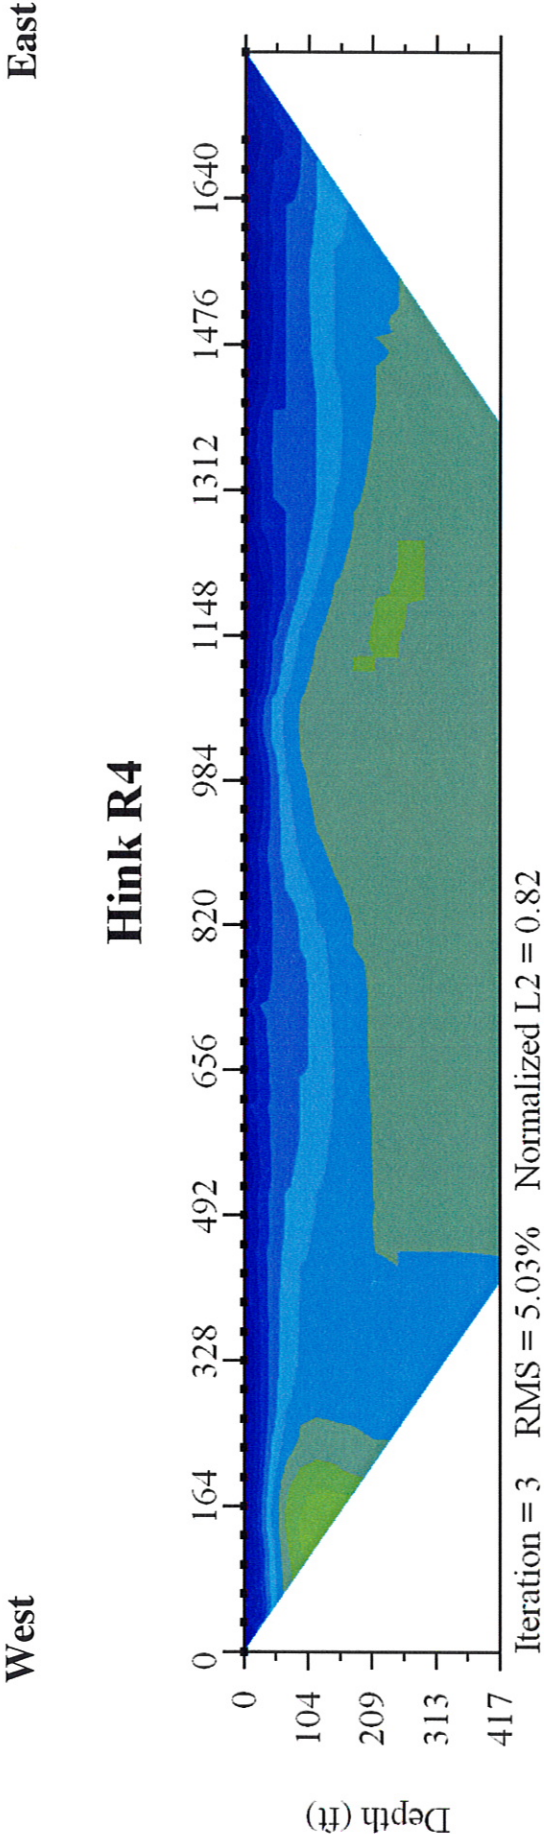 West East
Hink R4
0 164 328 492 656 820 984 1148 1312 1476 1640
0
104
209
313
417
Depth (ft)
Iteration = 3 RMS = 5.03% Normalized L2 = 0.82